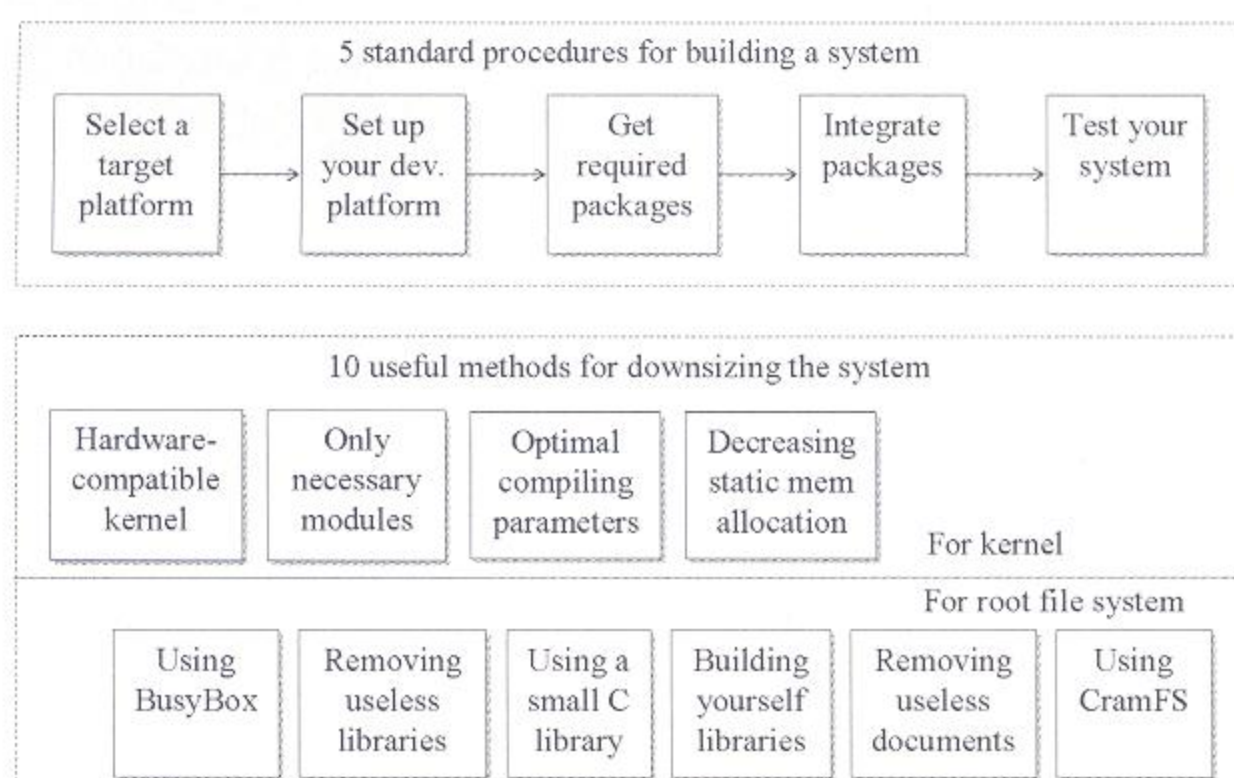 5 standard procedures for building a system
Select a
target
platform
Set up
your dev.
platform
Get
required
packages
Integrate
packages
Test your
system
10 useful methods for downsizing the system
Hardware-
compatible
kernel
Only
necessary
modules
Optimal
compiling
parameters
Decreasing
static mem
allocation
For kernel
For root file system
Using
BusyBox
Removing
useless
libraries
Using a
small C
library
Building
yourself
libraries
Removing
useless
documents
Using
CramFS